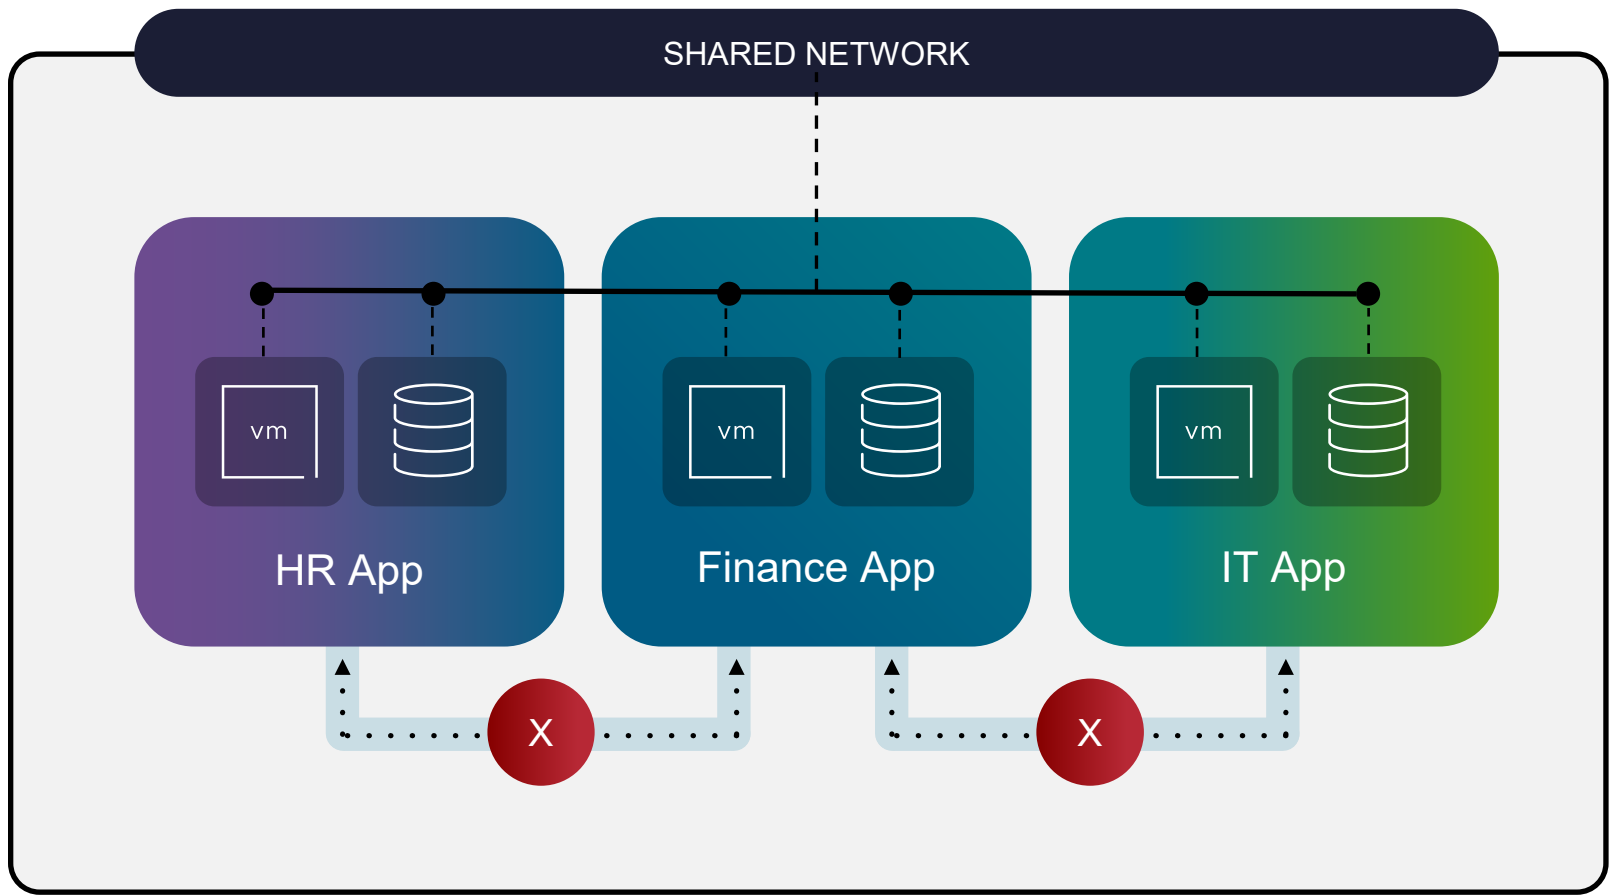 SHARED NETWORK
vm
vm
vm
HR App
Finance App
IT App
X
X